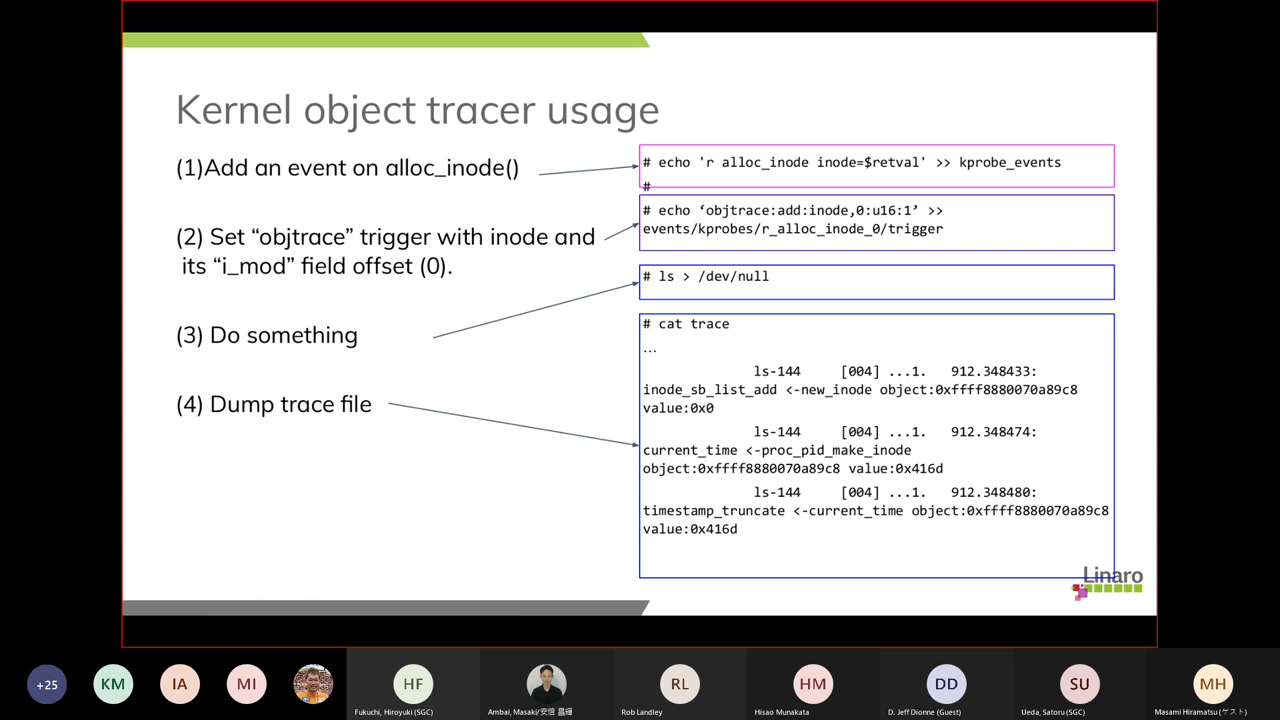 Kernel object tracer usage
(1)Add an event on alloc_inode()
# echo 'r alloc_inode inode=$retval' >> kprobe_events
#
(2) Set “objtrace” trigger with inode and
its “i_mod” field offset (0).
# echo ‘objtrace:add:inode,0:u16:1’ >>
events/kprobes/r_alloc_inode_0/trigger
(3) Do something
# ls > /dev/null
(4) Dump trace file
# cat trace
…
ls-144 [004] ...1. 912.348433:
inode_sb_list_add <-new_inode object:0xffff8880070a89c8
value:0x0
ls-144 [004] ...1. 912.348474:
current_time <-proc_pid_make_inode
object:0xffff8880070a89c8 value:0x416d
ls-144 [004] ...1. 912.348480:
timestamp_truncate <-current_time object:0xffff8880070a89c8
value:0x416d
Linaro
+25
KM
IA
MI
HF
Fukuchi, Hiroyuki (SGC)
Ambai, Masaki/安倍 昌輝
RL
Rob Landley
HM
Hisao Munakata
DD
D. Jeff Dionne (Guest)
SU
Ueda, Satoru (SGC)
MH
Masami Hiramatsu (ゲスト)